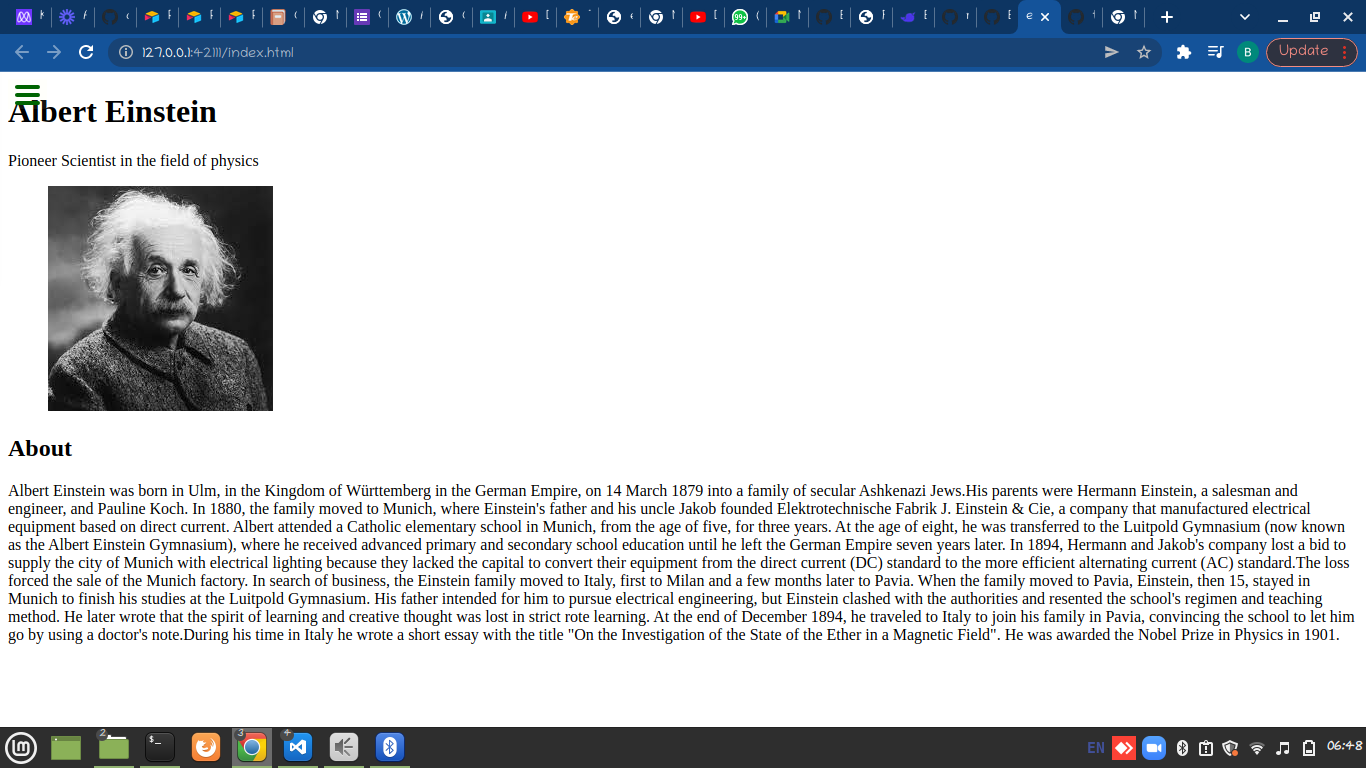 127.0.0.1:42111/index.html
Update
B
Albert Einstein
Pioneer Scientist in the field of physics
About
Albert Einstein was born in Ulm, in the Kingdom of Württemberg in the German Empire, on 14 March 1879 into a family of secular Ashkenazi Jews.His parents were Hermann Einstein, a salesman and
engineer, and Pauline Koch. In 1880, the family moved to Munich, where Einstein's father and his uncle Jakob founded Elektrotechnische Fabrik J. Einstein & Cie, a company that manufactured electrical
equipment based on direct current. Albert attended a Catholic elementary school in Munich, from the age of five, for three years. At the age of eight, he was transferred to the Luitpold Gymnasium (now known
as the Albert Einstein Gymnasium), where he received advanced primary and secondary school education until he left the German Empire seven years later. In 1894, Hermann and Jakob's company lost a bid to
supply the city of Munich with electrical lighting because they lacked the capital to convert their equipment from the direct current (DC) standard to the more efficient alternating current (AC) standard.The loss
forced the sale of the Munich factory. In search of business, the Einstein family moved to Italy, first to Milan and a few months later to Pavia. When the family moved to Pavia, Einstein, then 15, stayed in
Munich to finish his studies at the Luitpold Gymnasium. His father intended for him to pursue electrical engineering, but Einstein clashed with the authorities and resented the school's regimen and teaching
method. He later wrote that the spirit of learning and creative thought was lost in strict rote learning. At the end of December 1894, he traveled to Italy to join his family in Pavia, convincing the school to let him
go by using a doctor's note.During his time in Italy he wrote a short essay with the title "On the Investigation of the State of the Ether in a Magnetic Field". He was awarded the Nobel Prize in Physics in 1901.
EN
06:48